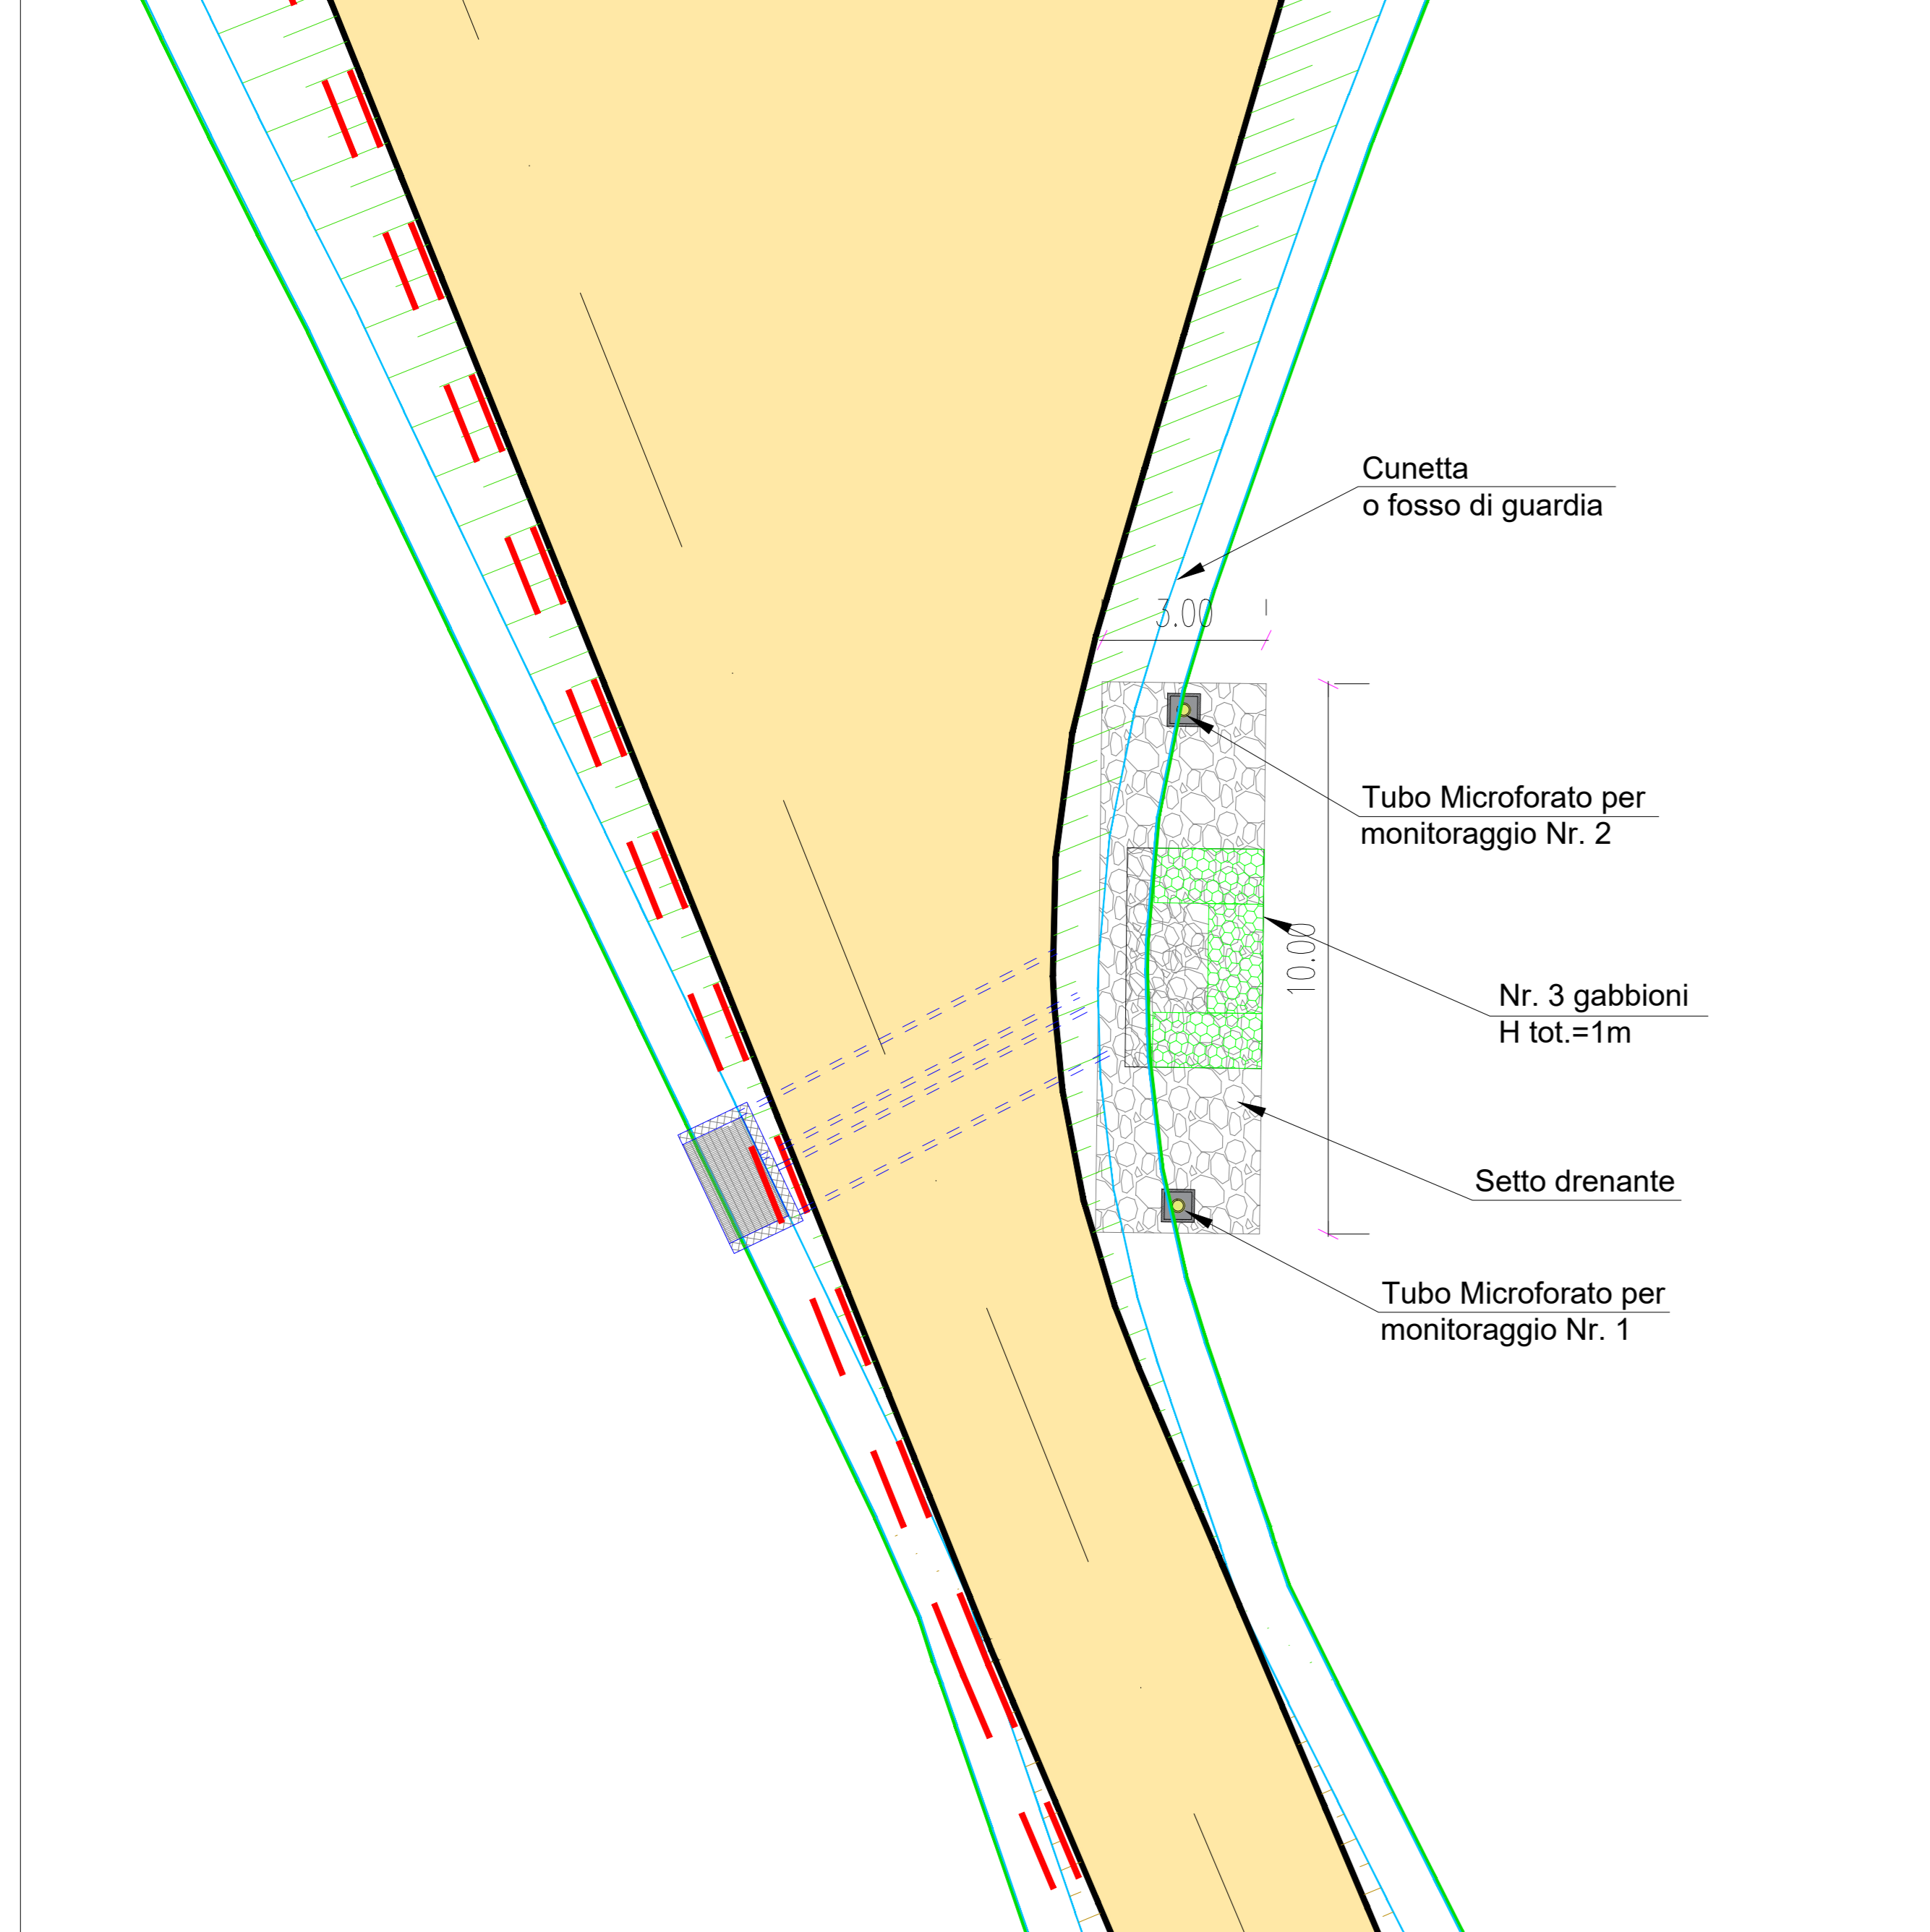 Cunetta
o fosso di guardia
3.00
Tubo Microforato per
monitoraggio Nr. 2
10.00
Nr. 3 gabbioni
H tot.=1m
Setto drenante
Tubo Microforato per
monitoraggio Nr. 1